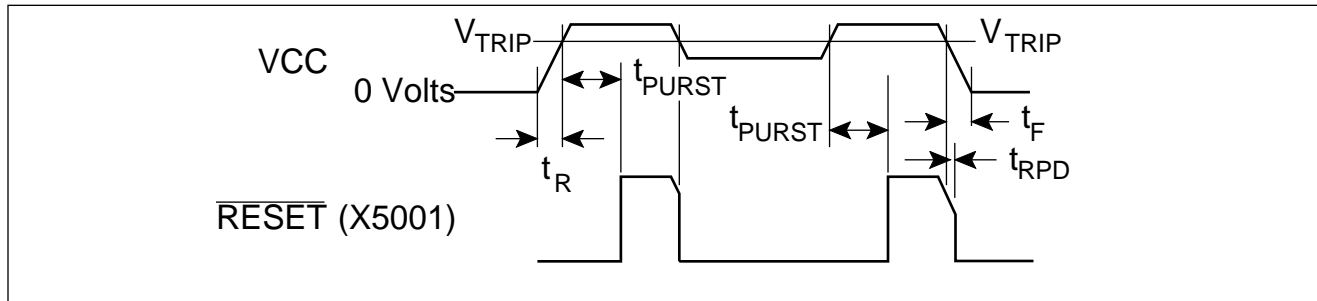 VTRIP
VTRIP
VCC
0 Volts
tPURST
tPURST
tF
tR
tRPD
RESET (X5001)